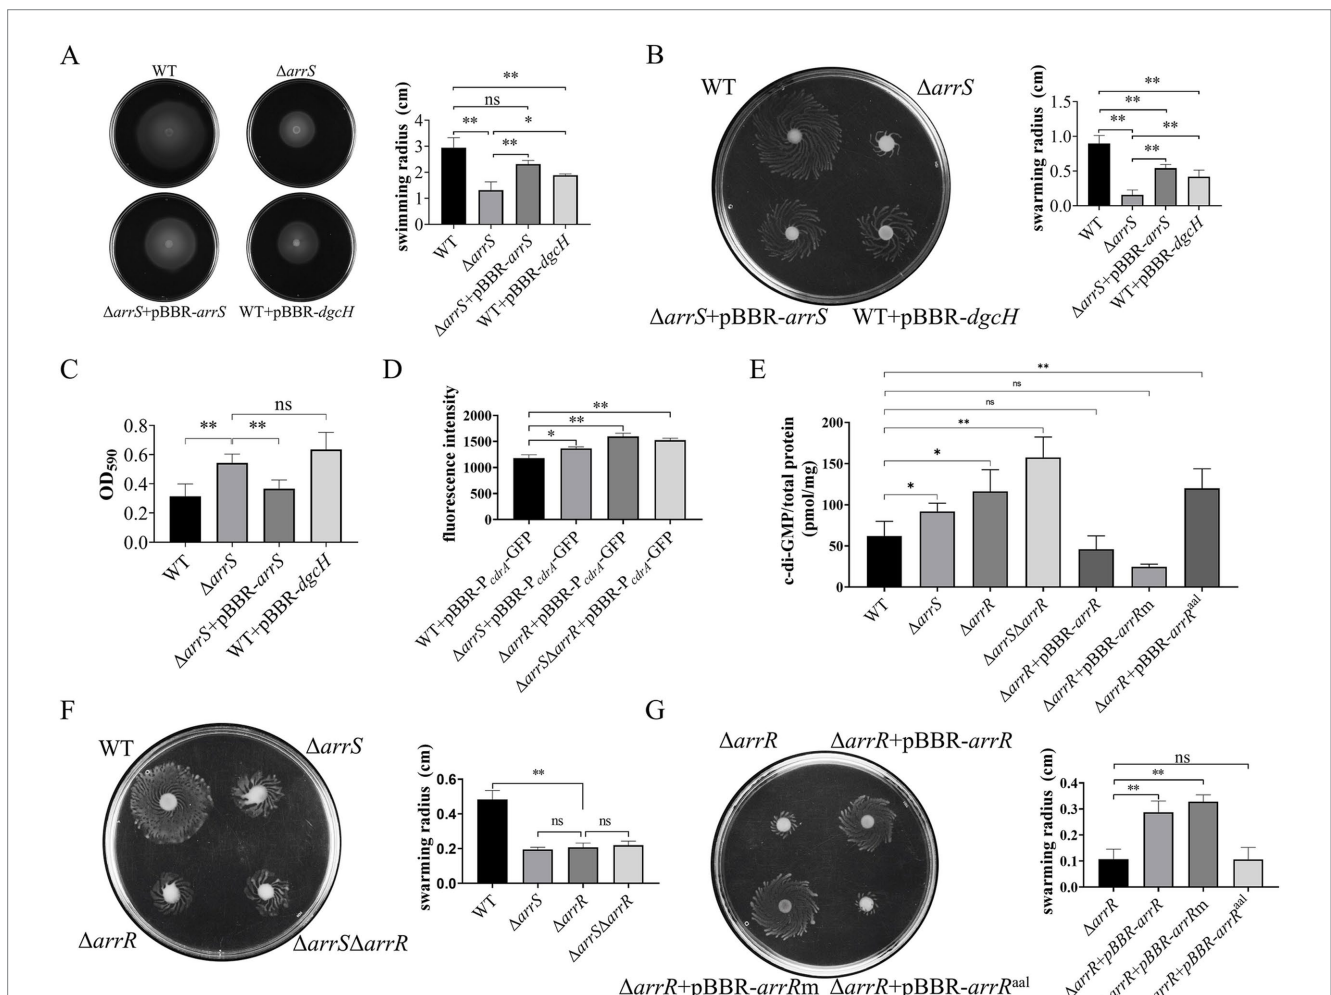 A
WT
ΔarrS
ΔarrS+pBBR-arrS
WT+pBBR-dgcH
swimming radius (cm)
4
3
2
1
0
**
ns
**
*
**
WT
ΔarrS
ΔarrS+pBBR-arrS
WT+pBBR-dgcH
B
WT
ΔarrS
ΔarrS+pBBR-arrS
WT+pBBR-dgcH
swarming radius (cm)
1.5
1.0
0.5
0.0
**
**
**
**
**
WT
ΔarrS
ΔarrS+pBBR-arrS
WT+pBBR-dgcH
C
OD590
0.8
0.6
0.4
0.2
0.0
ns
**
**
WT
ΔarrS
ΔarrS+pBBR-arrS
WT+pBBR-dgcH
D
fluorescence intensity
2000
1500
1000
500
0
**
**
*
WT+pBBR-PcdrA-GFP
ΔarrS+pBBR-PcdrA-GFP
ΔarrR+pBBR-PcdrA-GFP
ΔarrSΔarrR+pBBR-PcdrA-GFP
E
c-di-GMP/total protein
(pmol/mg)
200
150
100
50
0
**
ns
ns
**
*
*
WT
ΔarrS
ΔarrR
ΔarrSΔarrR
ΔarrR+pBBR-arrR
ΔarrR+pBBR-arrRm
ΔarrR+pBBR-arrRaal
F
WT
ΔarrS
ΔarrR
ΔarrSΔarrR
swarming radius (cm)
0.6
0.4
0.2
0.0
**
ns
ns
WT
ΔarrS
ΔarrR
ΔarrSΔarrR
G
ΔarrR
ΔarrR+pBBR-arrR
ΔarrR+pBBR-arrRm
ΔarrR+pBBR-arrRaal
swarming radius (cm)
0.4
0.3
0.2
0.1
0.0
ns
**
**
ΔarrR
ΔarrR+pBBR-arrR
arrR+pBBR-arrRm
arrR+pBBR-arrRaal